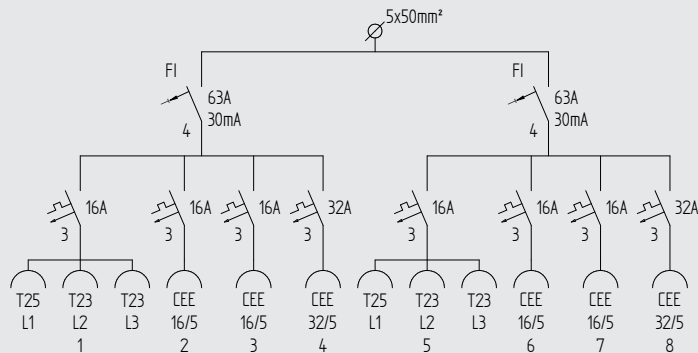 5x50mm²
FI FI
63A 63A
30mA 30mA
4 4
16A 16A 16A 32A 16A 16A 16A 32A
3 3 3 3 3 3 3 3
T25 T23 T23 CEE CEE CEE T25 T23 T23 CEE CEE CEE
L1 L2 L3 16/5 16/5 32/5 L1 L2 L3 16/5 16/5 32/5
1 2 3 4 5 6 7 8